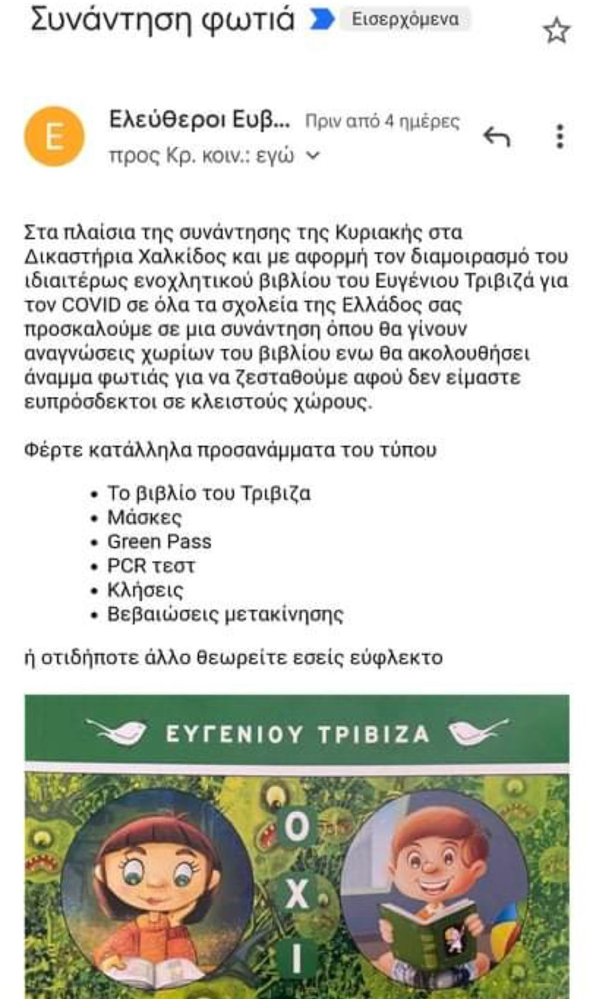 Συνάντηση φωτιά
Εισερχόμενα
E
Ελεύθεροι Ευβ... Πριν από 4 ημέρες
προς Κρ. κοιν.: εγώ
Στα πλαίσια της συνάντησης της Κυριακής στα
Δικαστήρια Χαλκίδος και με αφορμή τον διαμοιρασμό του
ιδιαιτέρως ενοχλητικού βιβλίου του Ευγένιου Τριβιζά για
τον COVID σε όλα τα σχολεία της Ελλάδος σας
προσκαλούμε σε μια συνάντηση όπου θα γίνουν
αναγνώσεις χωρίων του βιβλίου ενω θα ακολουθήσει
άναμμα φωτιάς για να ζεσταθούμε αφού δεν είμαστε
ευπρόσδεκτοι σε κλειστούς χώρους.
Φέρτε κατάλληλα προσανάμματα του τύπου
• Το βιβλίο του Τριβιζα
• Μάσκες
• Green Pass
• PCR τεστ
• Κλήσεις
• Βεβαιώσεις μετακίνησης
ή οτιδήποτε άλλο θεωρείτε εσείς εύφλεκτο
ΕΥΓΕΝΙΟΥ ΤΡΙΒΙΖΑ
Ο
Χ
Ι